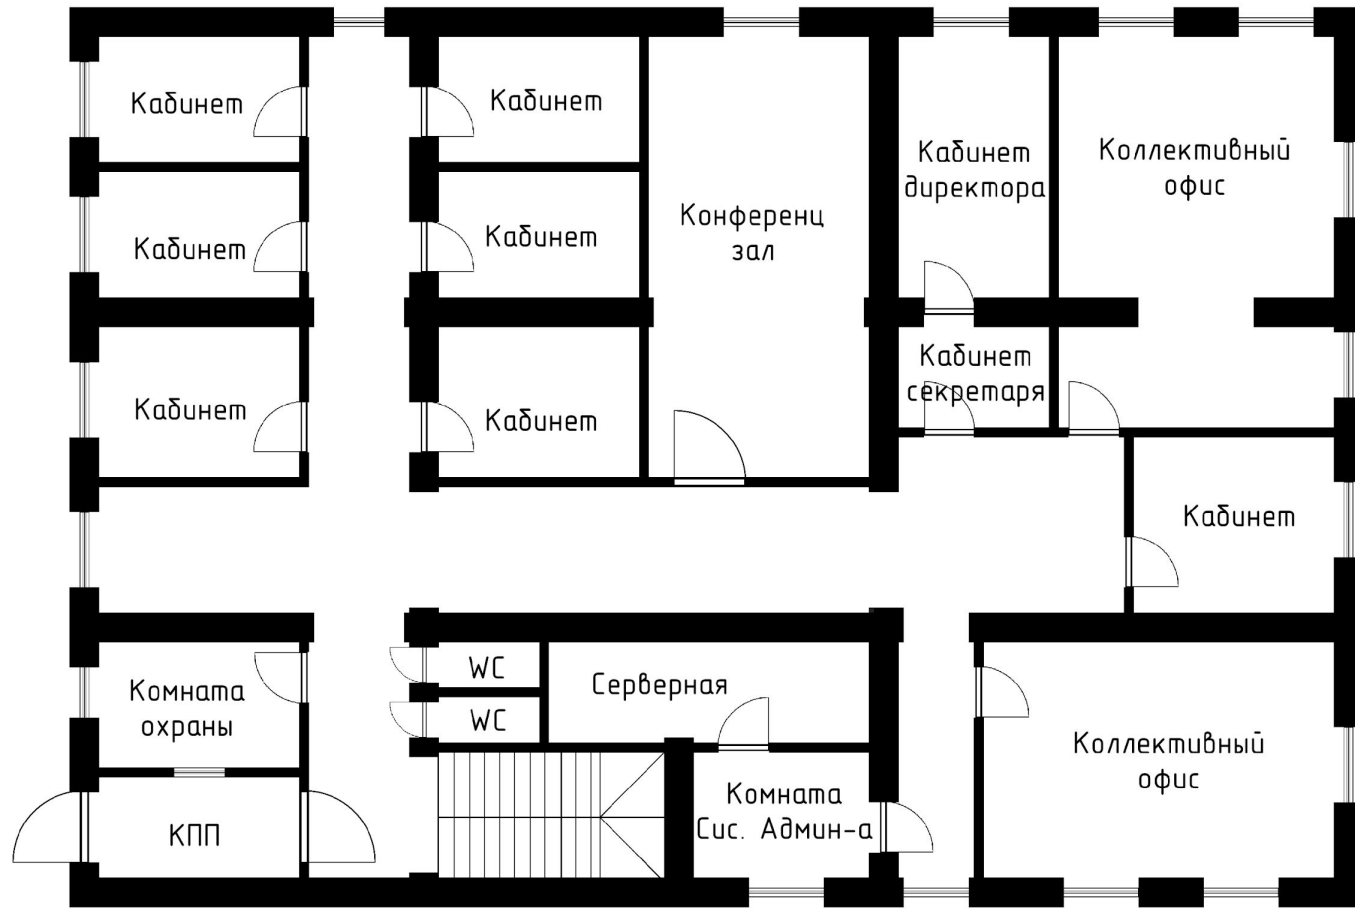 Кабинет
Кабинет
Кабинет
директора
Коллективный
офис
Кабинет
Кабинет
Конференц
зал
Кабинет
Кабинет
Кабинет
секретаря
Кабинет
Комната
охраны
WC
WC
Серверная
Коллективный
офис
КПП
Комната
Сис. Админ-а